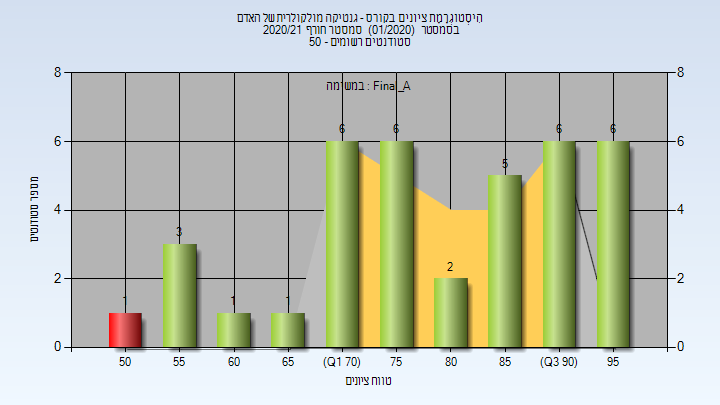 היסטוגרמת ציונים בקורס - גנטיקה מולקולרית של האדם
בסמסטר (01/2020) סמסטר חורף 2020/21
סטודנטים רשומים - 50
במשימה : Final_A
8 8
6 6
4 4
2 2
0 0
מספר סטודנטים
1 3 1 1 6 6 2 5 6 6
50 55 60 65 (Q1 70) 75 80 85 (Q3 90) 95
טווח ציונים